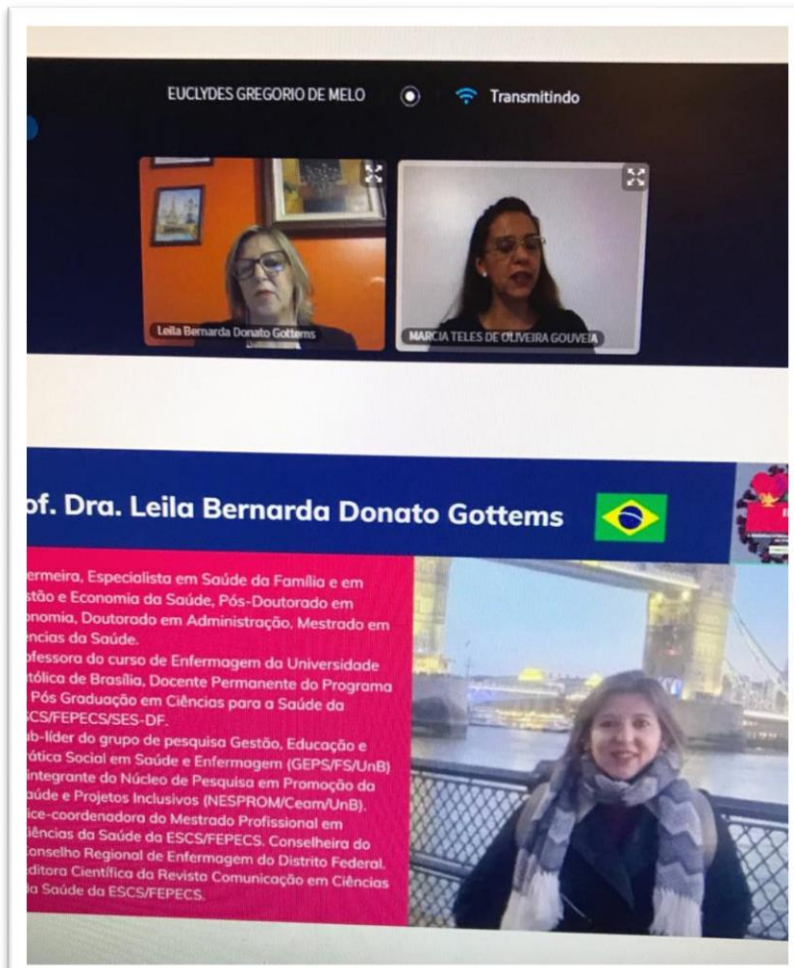 EUCLYDES GREGORIO DE MELO
Transmitindo
Leila Bernarda Donato Gottems
MARCIA TELES DE OLIVEIRA GOUVEIA
of. Dra. Leila Bernarda Donato Gottems
ermeira, Especialista em Saúde da Família e em
stão e Economia da Saúde, Pós-Doutorado em
onomia, Doutorado em Administração, Mestrado em
ncias da Saúde.
ofessora do curso de Enfermagem da Universidade
tólica de Brasília, Docente Permanente do Programa
Pós Graduação em Ciências para a Saúde da
SCS/FEPECS/SES-DF.
ub-líder do grupo de pesquisa Gestão, Educação e
rática Social em Saúde e Enfermagem (GEPS/FS/UnB)
integrante do Núcleo de Pesquisa em Promoção da
aúde e Projetos Inclusivos (NESPROM/Ceam/UnB).
ice-coordenadora do Mestrado Profissional em
iências da Saúde da ESCS/FEPECS. Conselheira do
onselho Regional de Enfermagem do Distrito Federal.
ditora Científica da Revista Comunicação em Ciências
da Saúde da ESCS/FEPECS.